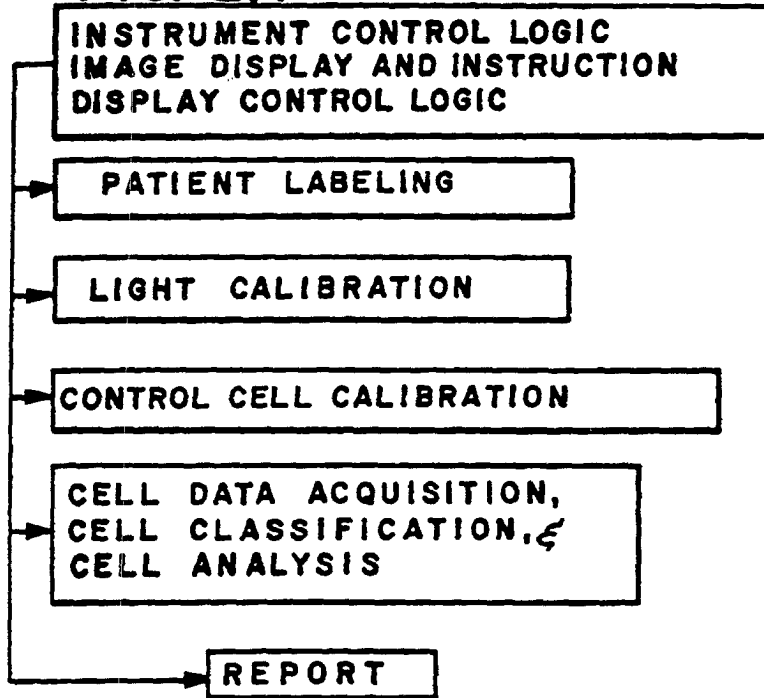 INSTRUMENT CONTROL LOGIC
IMAGE DISPLAY AND INSTRUCTION
DISPLAY CONTROL LOGIC
PATIENT LABELING
LIGHT CALIBRATION
CONTROL CELL CALIBRATION
CELL DATA ACQUISITION,
CELL CLASSIFICATION, &
CELL ANALYSIS
REPORT